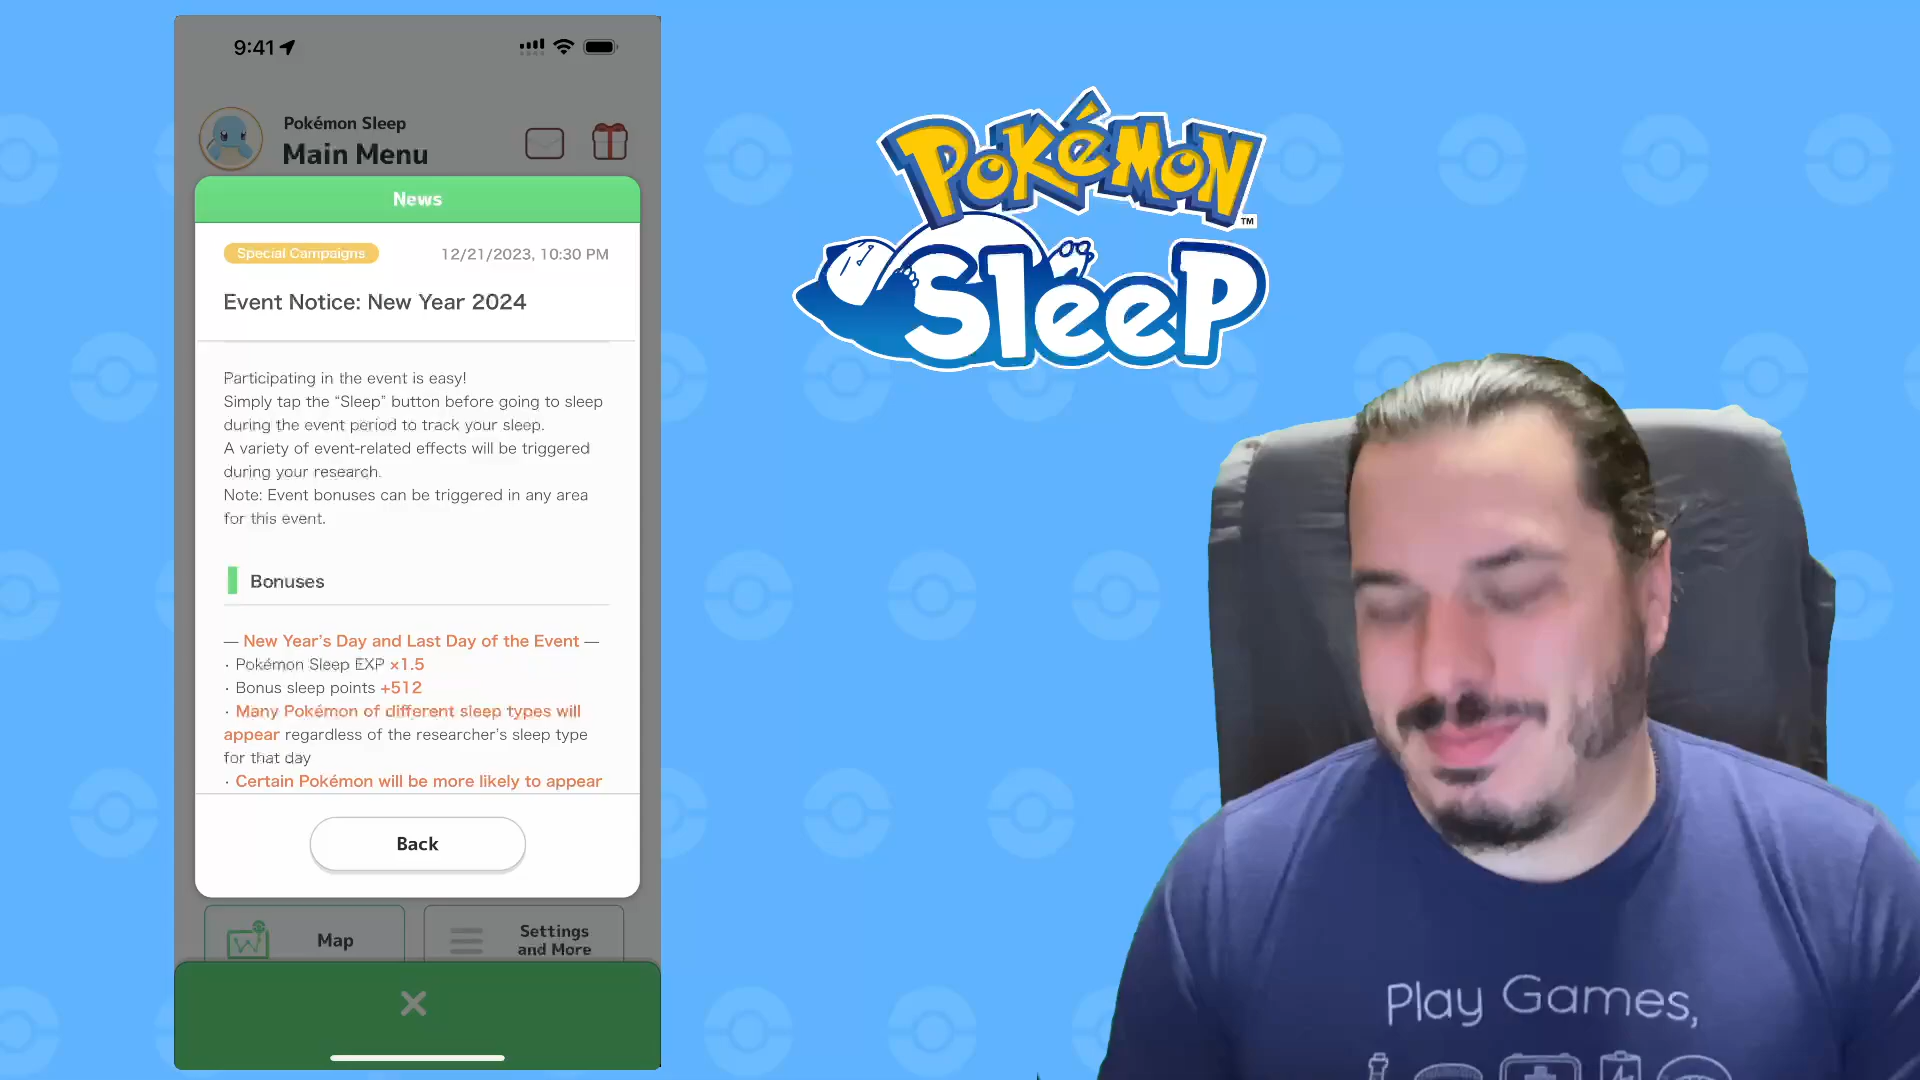 9:41
Pokémon Sleep
Main Menu
News
Special Campaigns
12/21/2023, 10:30 PM
Event Notice: New Year 2024
Participating in the event is easy!
Simply tap the “Sleep” button before going to sleep
during the event period to track your sleep.
A variety of event-related effects will be triggered
during your research.
Note: Event bonuses can be triggered in any area
for this event.
Bonuses
— New Year’s Day and Last Day of the Event —
· Pokémon Sleep EXP ×1.5
· Bonus sleep points +512
· Many Pokémon of different sleep types will
appear regardless of the researcher’s sleep type
for that day
· Certain Pokémon will be more likely to appear
Back
Map
Settings
and More
POKéMON
TM
Sleep
Play Games,